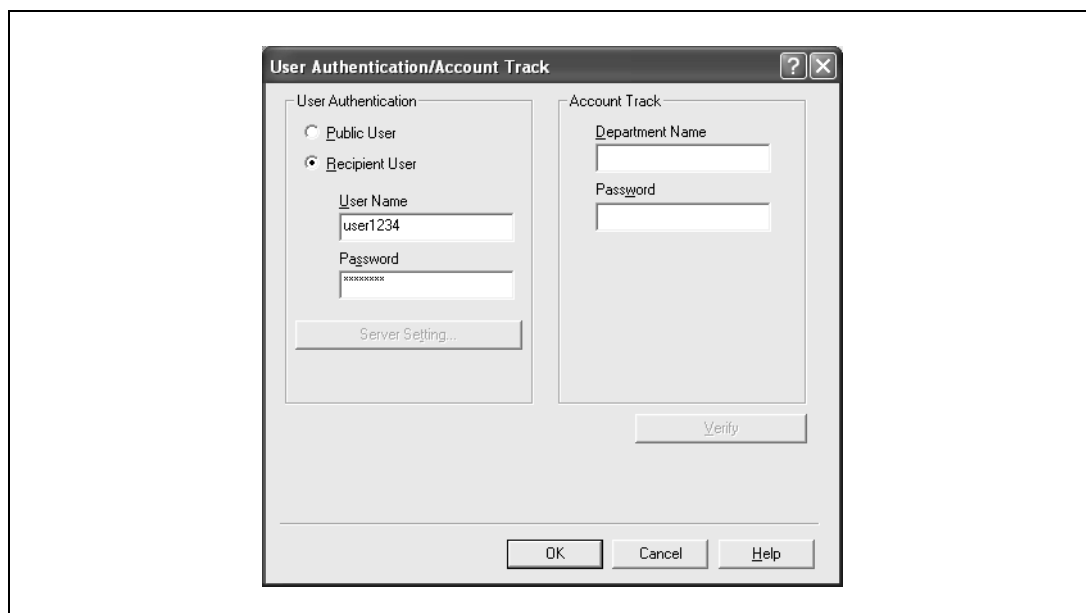 User Authentication/Account Track
User Authentication
Public User
Recipient User
User Name
user1234
Password
********
Server Setting...
Account Track
Department Name
Password
Verify
OK
Cancel
Help